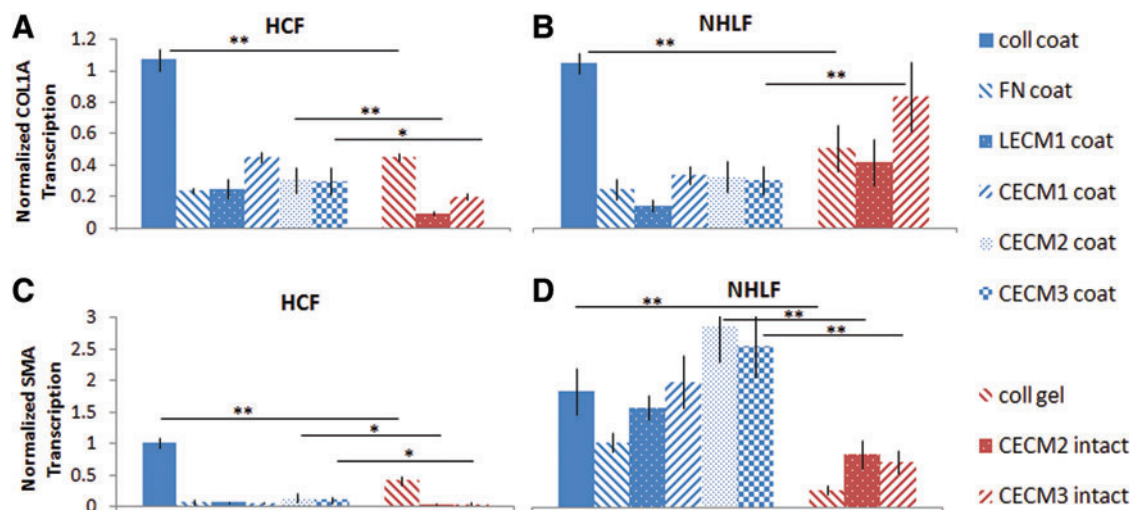 A
HCF
Normalized COL1A
Transcription
1.2
1
0.8
0.6
0.4
0.2
0
**
**
*
B
NHLF
**
**
C
HCF
Normalized SMA
Transcription
3
2.5
2
1.5
1
0.5
0
**
*
*
D
NHLF
**
**
**
coll coat
FN coat
LECM1 coat
CECM1 coat
CECM2 coat
CECM3 coat
coll gel
CECM2 intact
CECM3 intact